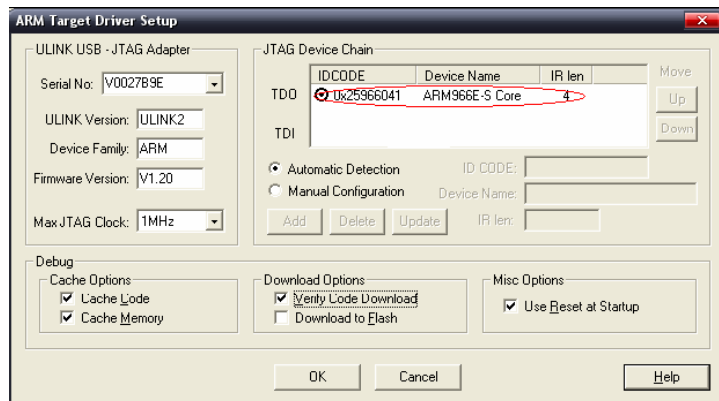 ARM Target Driver Setup
ULINK USB - JTAG Adapter
Serial No: V0027B9E
ULINK Version: ULINK2
Device Family: ARM
Firmware Version: V1.20
Max JTAG Clock: 1MHz
JTAG Device Chain
IDCODE Device Name IR len Move
TDO 0x25966041 ARM966E-S Core 4 Up
TDI Down
Automatic Detection ID CODE:
Manual Configuration Device Name:
Add Delete Update IR len:
Debug
Cache Options
Cache Code
Cache Memory
Download Options
Verify Code Download
Download to Flash
Misc Options
Use Reset at Startup
OK Cancel Help